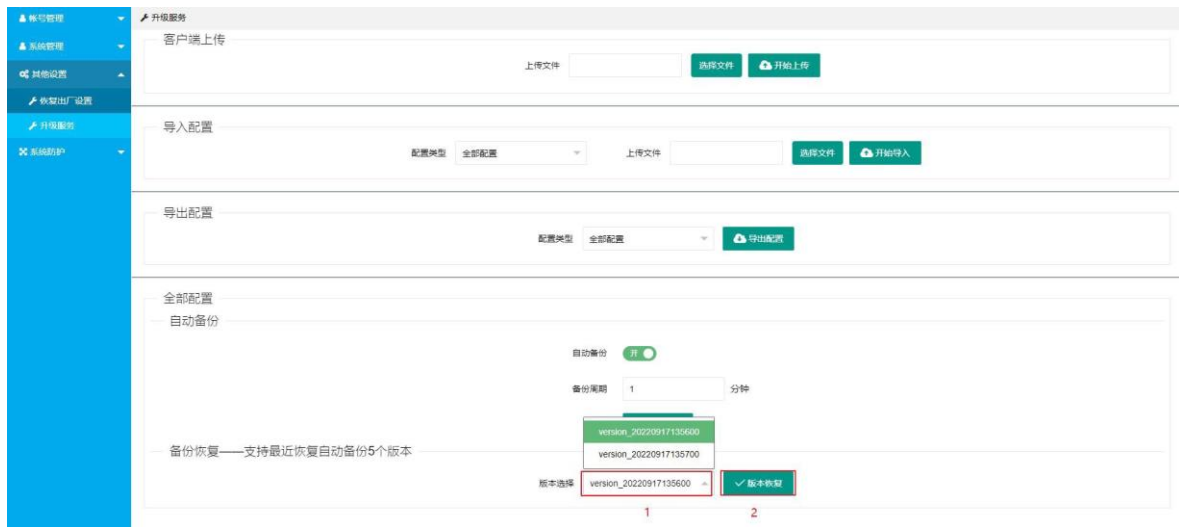 帐号管理
系统管理
其他设置
恢复出厂设置
升级服务
系统防护
升级服务
客户端上传
上传文件 选择文件 开始上传
导入配置
配置类型 全部配置 上传文件 选择文件 开始导入
导出配置
配置类型 全部配置 导出配置
全部配置
自动备份
自动备份 开
备份周期 1 分钟
version_20220917135600
version_20220917135700
备份恢复——支持最近恢复自动备份5个版本
版本选择 version_20220917135600 版本恢复
1 2